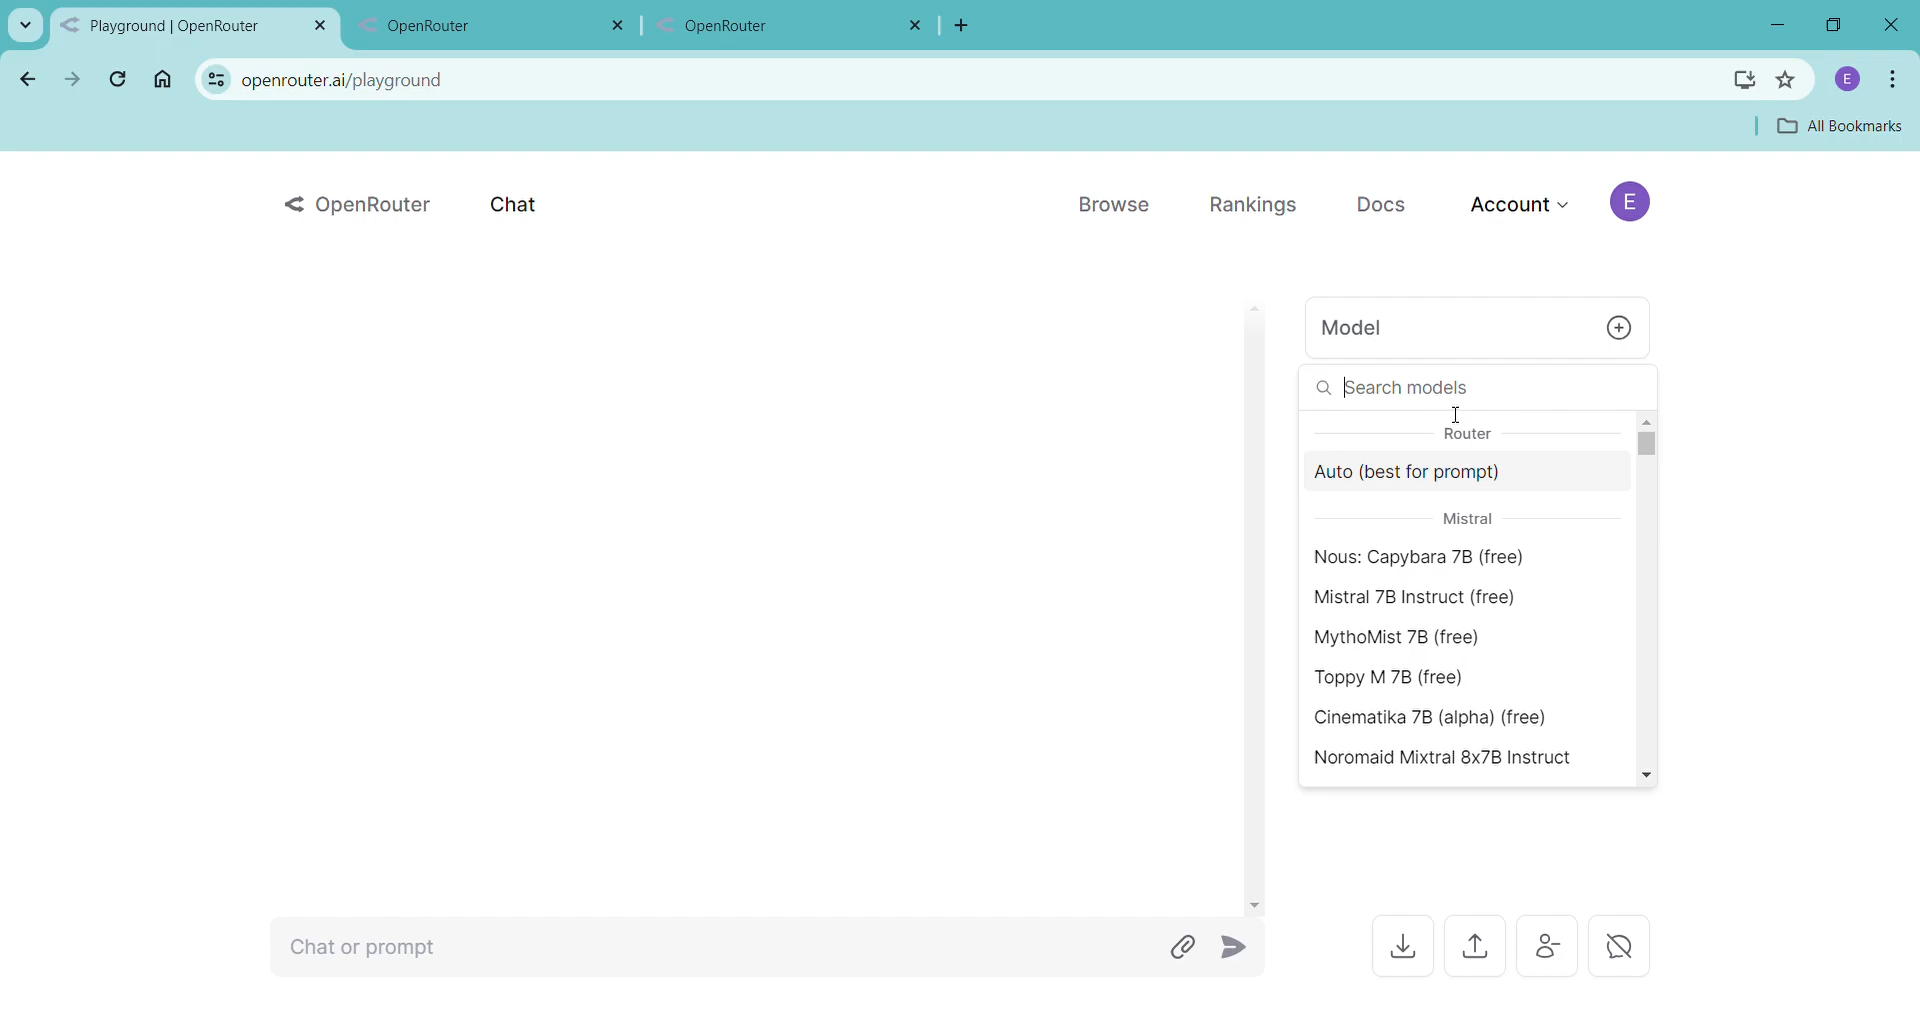 Playground | OpenRouter
OpenRouter
OpenRouter
openrouter.ai/playground
E
All Bookmarks
OpenRouter
Chat
Browse
Rankings
Docs
Account
E
Model
Search models
Router
Auto (best for prompt)
Mistral
Nous: Capybara 7B (free)
Mistral 7B Instruct (free)
MythoMist 7B (free)
Toppy M 7B (free)
Cinematika 7B (alpha) (free)
Noromaid Mixtral 8x7B Instruct
Chat or prompt